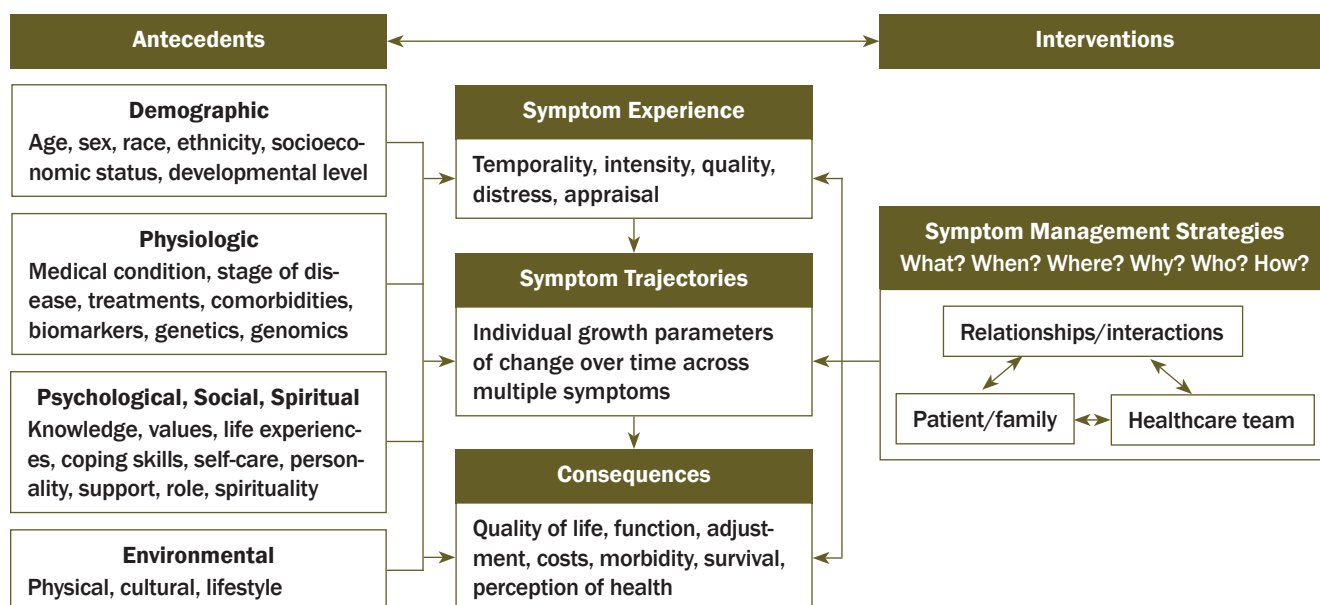 Antecedents
Interventions
Demographic
Age, sex, race, ethnicity, socioeco-
nomic status, developmental level
Physiologic
Medical condition, stage of dis-
ease, treatments, comorbidities,
biomarkers, genetics, genomics
Psychological, Social, Spiritual
Knowledge, values, life experienc-
es, coping skills, self-care, person-
ality, support, role, spirituality
Environmental
Physical, cultural, lifestyle
Symptom Experience
Temporality, intensity, quality,
distress, appraisal
Symptom Trajectories
Individual growth parameters
of change over time across
multiple symptoms
Consequences
Quality of life, function, adjust-
ment, costs, morbidity, survival,
perception of health
Symptom Management Strategies
What? When? Where? Why? Who? How?
Relationships/interactions
Patient/family
Healthcare team